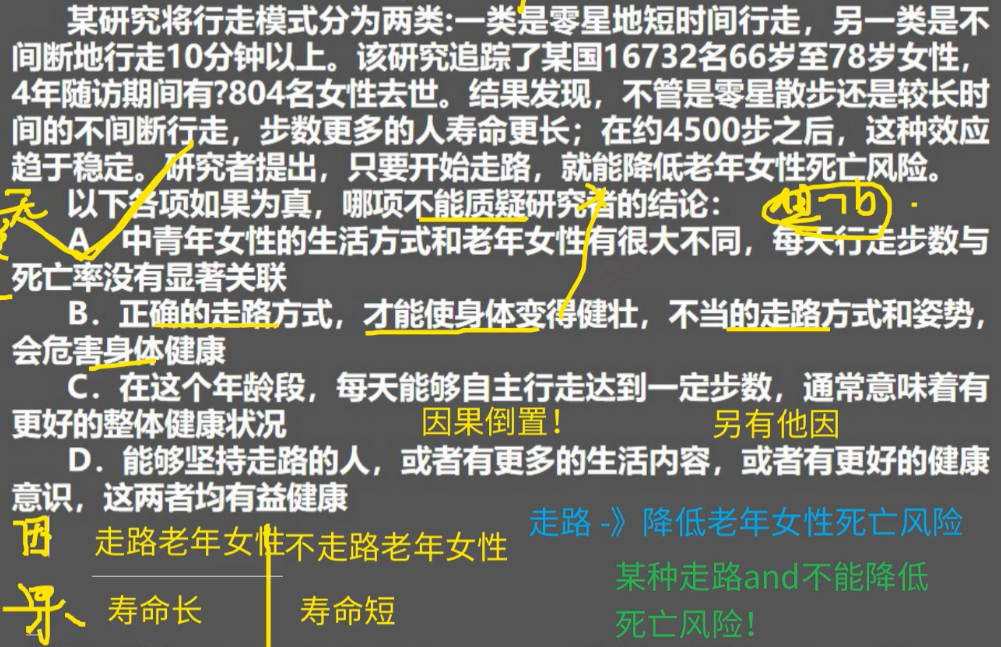 某研究将行走模式分为两类:一类是零星地短时间行走，另一类是不
间断地行走10分钟以上。该研究追踪了某国16732名66岁至78岁女性，
4年随访期间有?804名女性去世。结果发现，不管是零星散步还是较长时
间的不间断行走，步数更多的人寿命更长；在约4500步之后，这种效应
趋于稳定。研究者提出，只要开始走路，就能降低老年女性死亡风险。
以下各项如果为真，哪项不能质疑研究者的结论：
A．中青年女性的生活方式和老年女性有很大不同，每天行走步数与
死亡率没有显著关联
B．正确的走路方式，才能使身体变得健壮，不当的走路方式和姿势，
会危害身体健康
C．在这个年龄段，每天能够自主行走达到一定步数，通常意味着有
更好的整体健康状况
因果倒置！
另有他因
D．能够坚持走路的人，或者有更多的生活内容，或者有更好的健康
意识，这两者均有益健康
走路 -》降低老年女性死亡风险
因 走路老年女性 不走路老年女性
某种走路and不能降低
死亡风险！
果 寿命长 寿命短